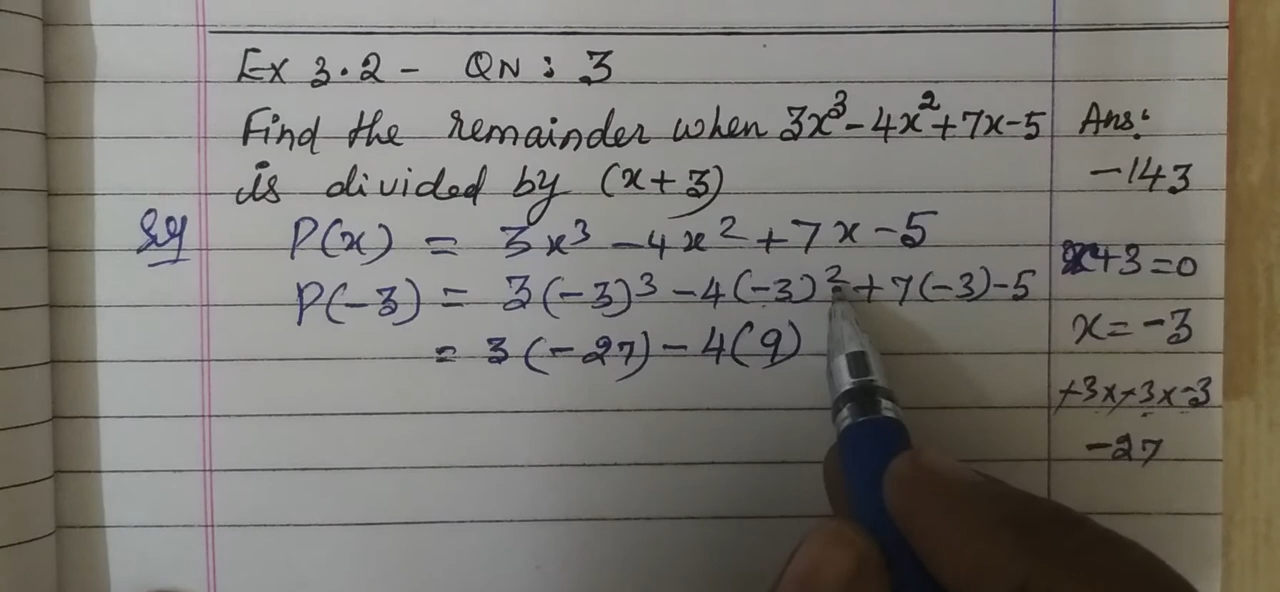 Ex 3.2 - QN : 3
Find the remainder when 3x³ - 4x² + 7x - 5
is divided by (x + 3)
P(x) = 3x³ - 4x² + 7x - 5
P(-3) = 3(-3)³ - 4(-3)² + 7(-3) - 5
= 3(-27) - 4(9)
Ans:
-143
x+3=0
x = -3
-3x-3x-3
-27